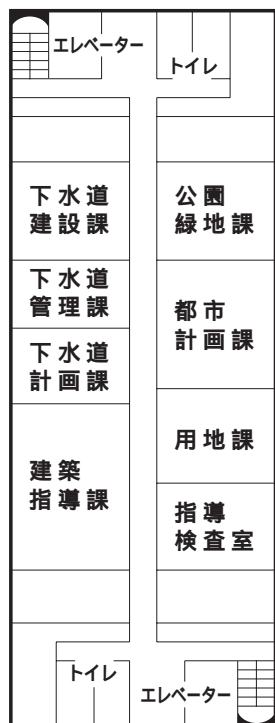 エレベーター
トイレ
下水道
建設課
公園
緑地課
下水道
管理課
都市
計画課
下水道
計画課
用地課
建築
指導課
指導
検査室
トイレ
エレベーター